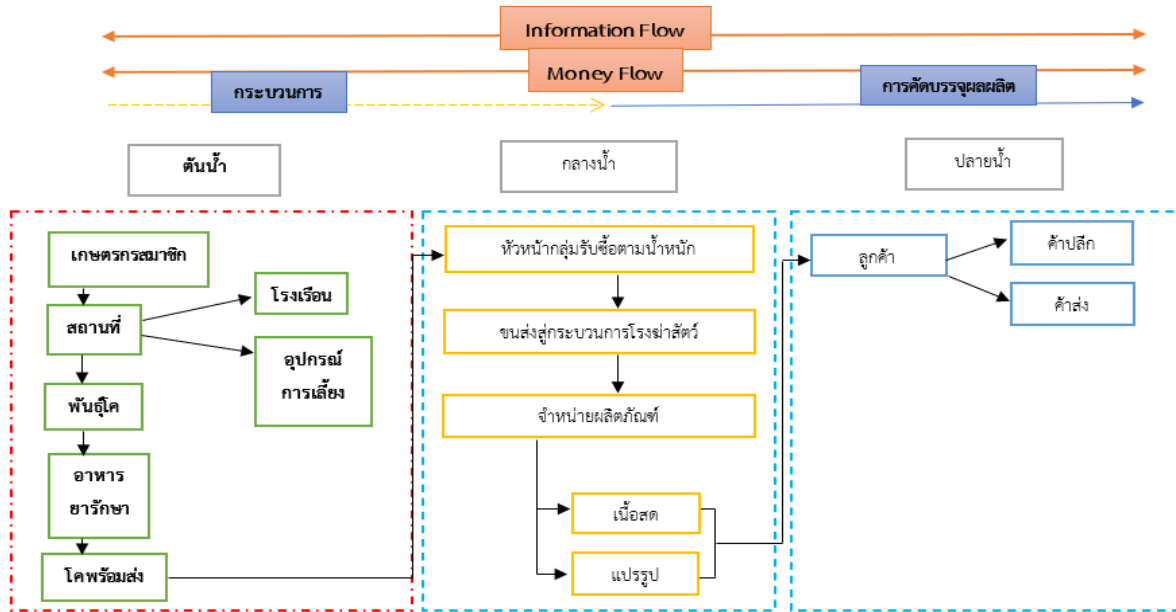 Information Flow
Money Flow
กระบวนการ
การคัดบรรจุผลผลิต
ต้นน้ำ
กลางน้ำ
ปลายน้ำ
เกษตรกรสมาชิก
สถานที่
โรงเรือน
อุปกรณ์
การเลี้ยง
พันธุ์โค
อาหาร
ยารักษา
โคพร้อมส่ง
หัวหน้ากลุ่มรับซื้อตามน้ำหนัก
ขนส่งสู่กระบวนการโรงฆ่าสัตว์
จำหน่ายผลิตภัณฑ์
เนื้อสด
แปรรูป
ลูกค้า
ค้าปลีก
ค้าส่ง